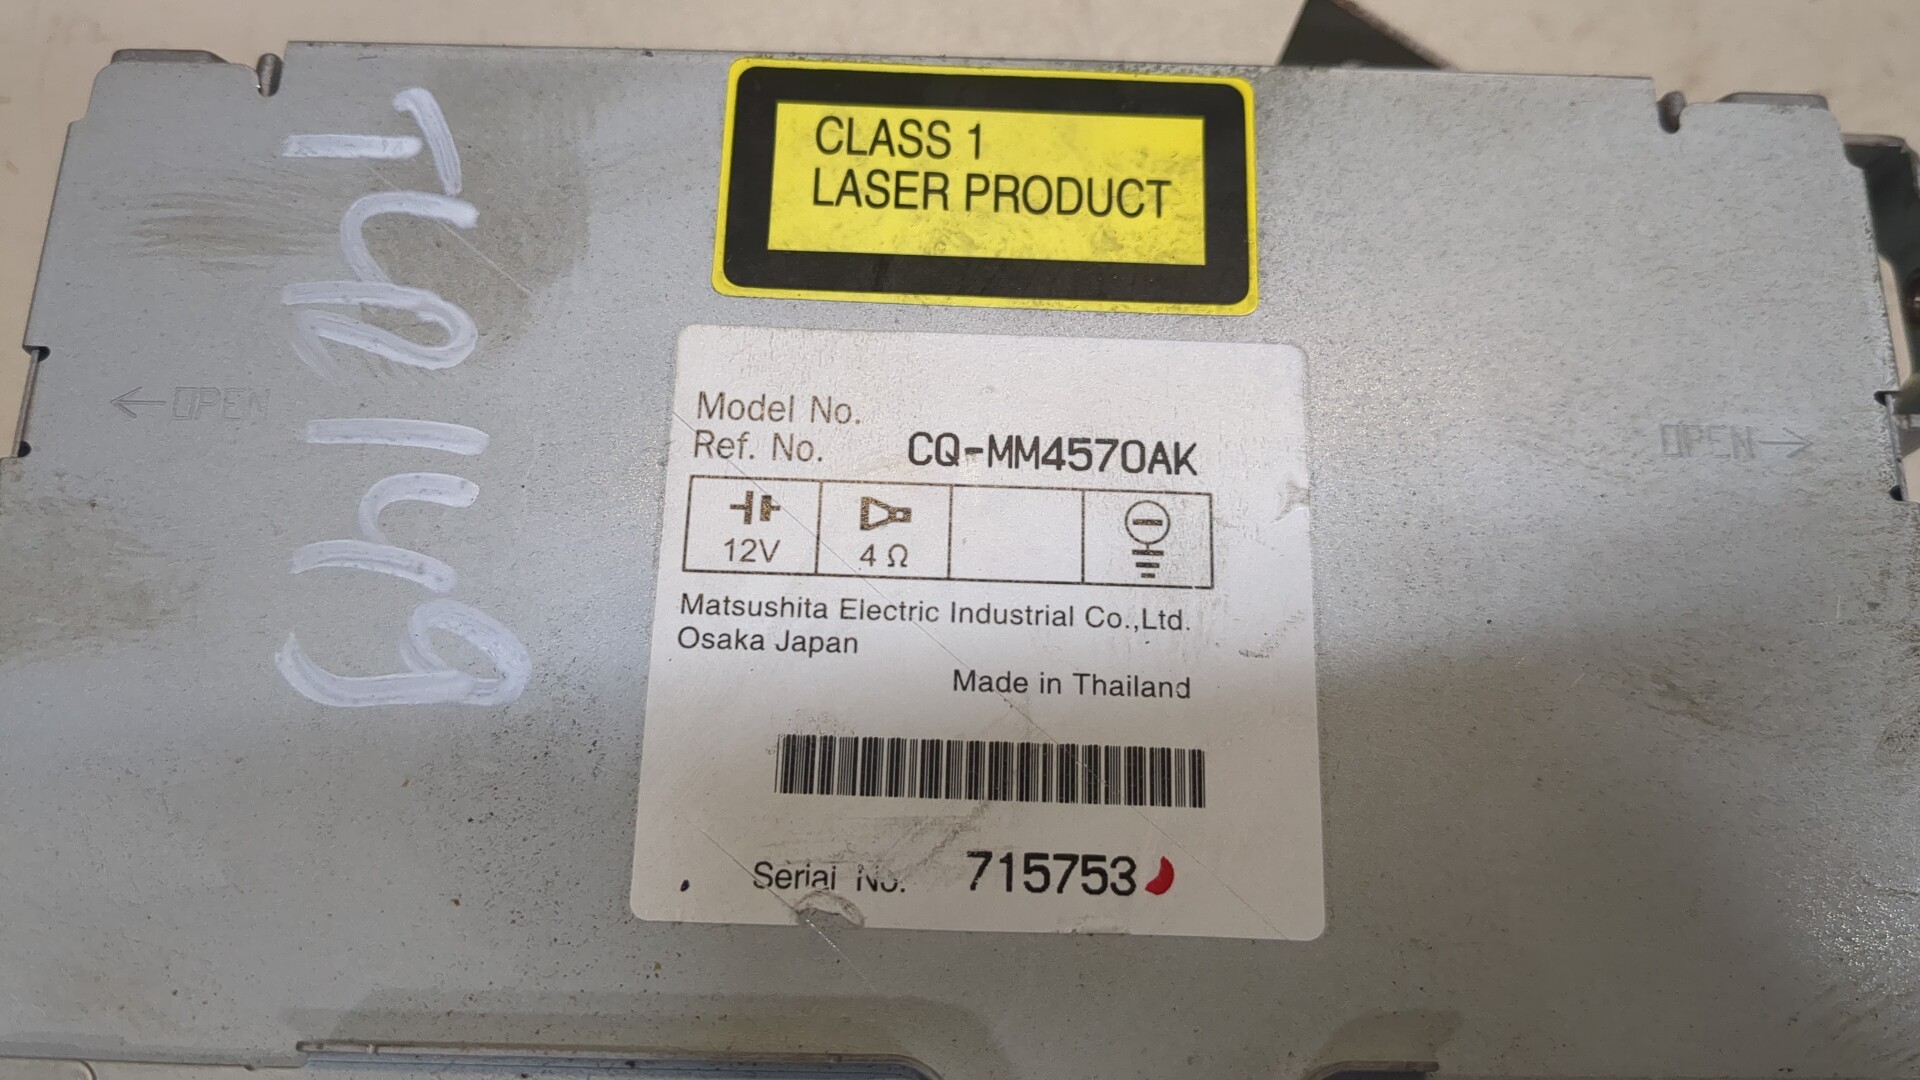 CLASS 1
LASER PRODUCT
← OPEN
OPEN →
Model No.
Ref. No. CQ-MM4570AK
12V
4 Ω
Matsushita Electric Industrial Co.,Ltd.
Osaka Japan
Made in Thailand
Serial No. 715753